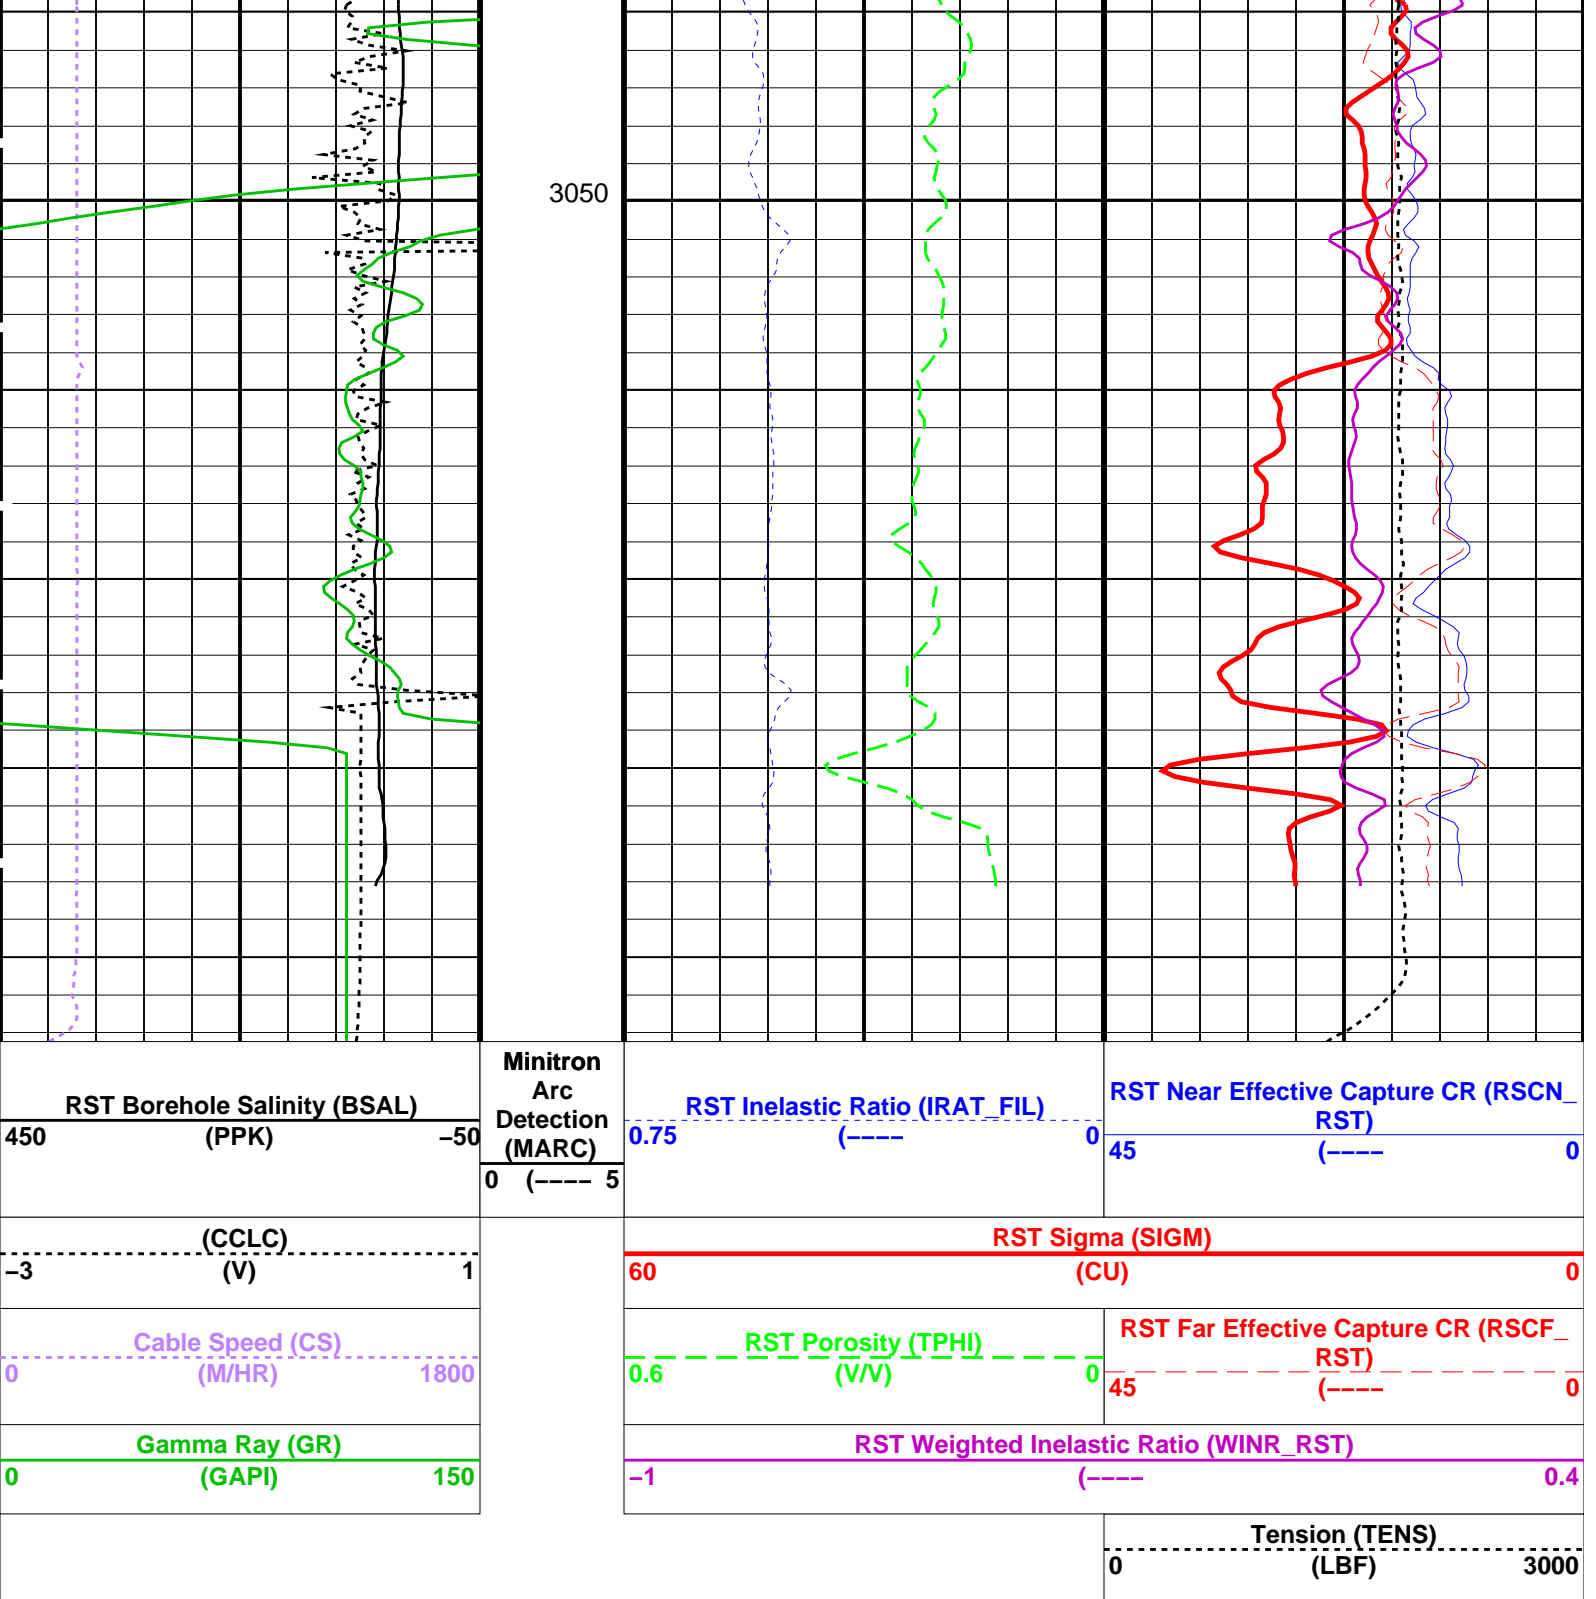 3050
RST Borehole Salinity (BSAL)
450 (PPK) −50
Minitron
Arc
Detection
(MARC)
0 (−−−− 5
RST Inelastic Ratio (IRAT_FIL)
0.75 (−−−− 0
RST Near Effective Capture CR (RSCN_
RST)
45 (−−−− 0
(CCLC)
−3 (V) 1
RST Sigma (SIGM)
60 (CU) 0
Cable Speed (CS)
0 (M/HR) 1800
RST Porosity (TPHI)
0.6 (V/V) 0
RST Far Effective Capture CR (RSCF_
RST)
45 (−−−− 0
Gamma Ray (GR)
0 (GAPI) 150
RST Weighted Inelastic Ratio (WINR_RST)
−1 (−−−− 0.4
Tension (TENS)
0 (LBF) 3000